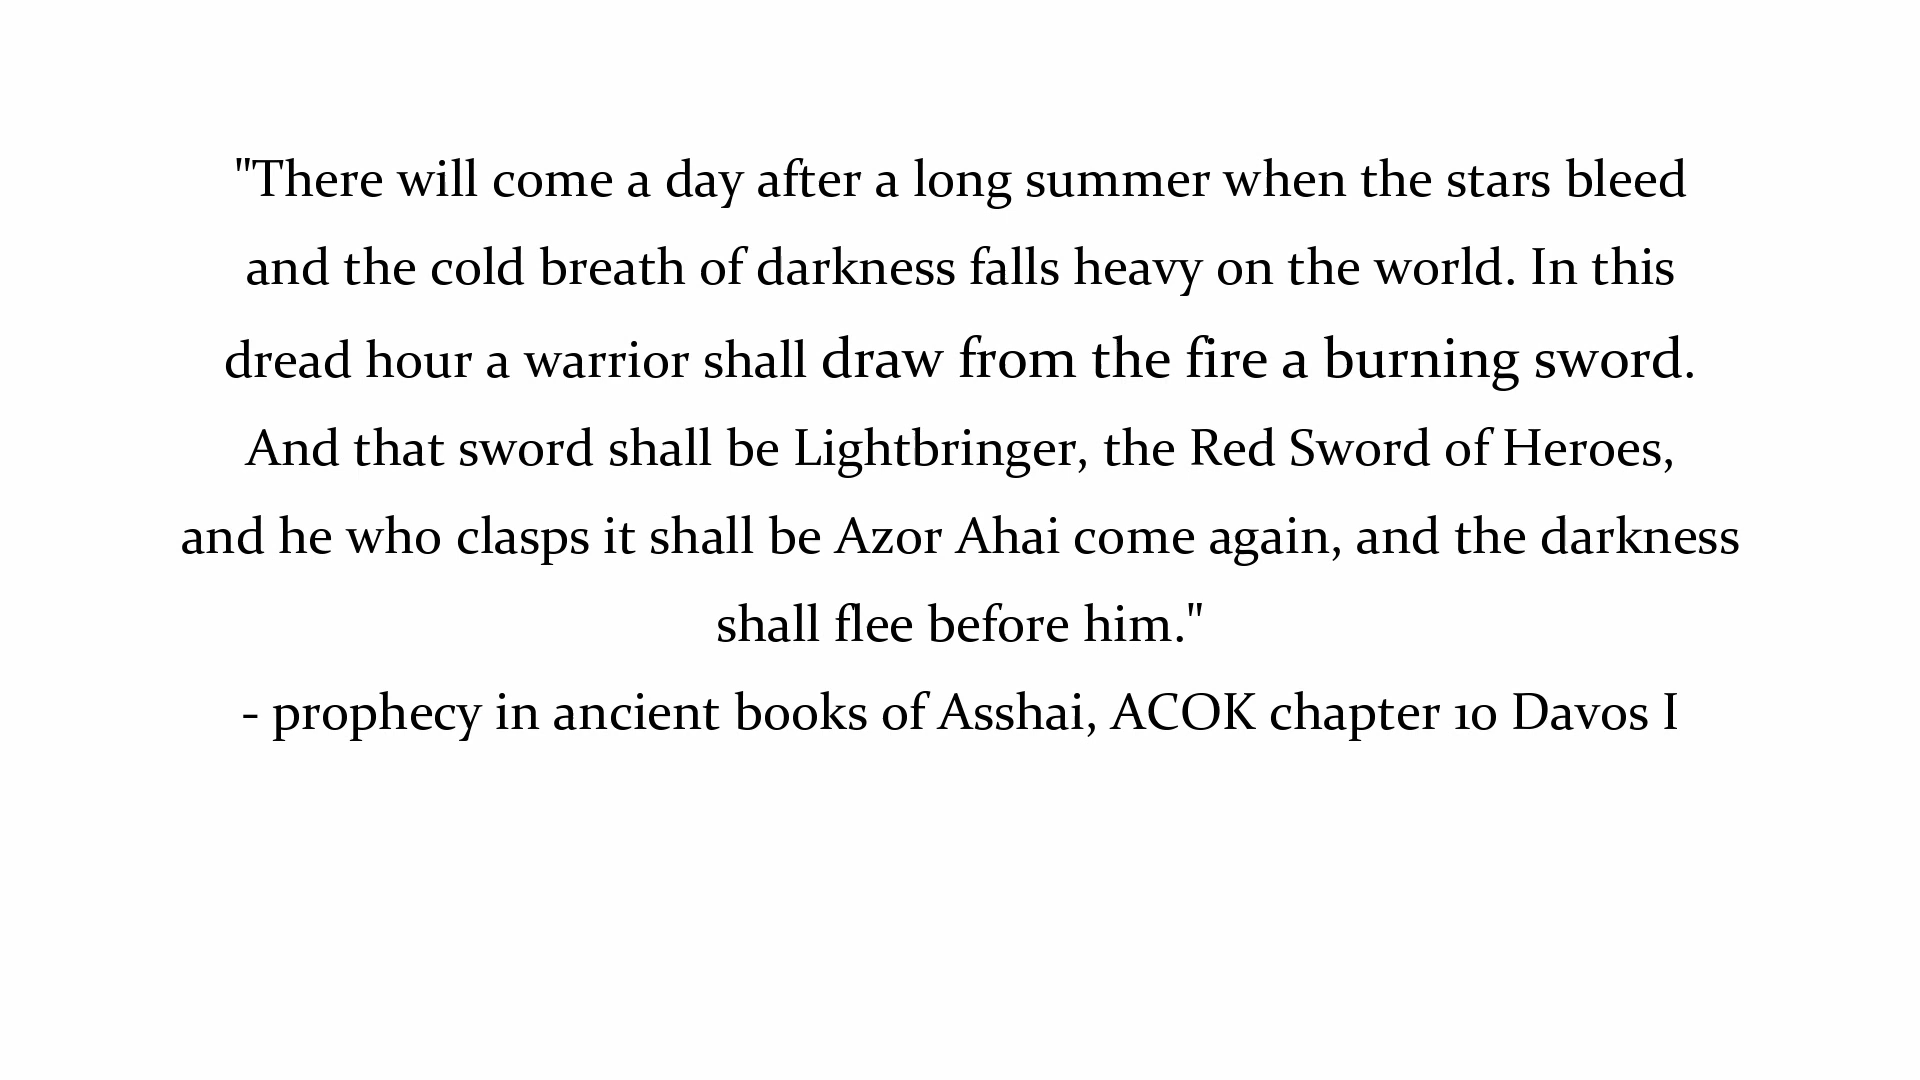 "There will come a day after a long summer when the stars bleed
and the cold breath of darkness falls heavy on the world. In this
dread hour a warrior shall draw from the fire a burning sword.
And that sword shall be Lightbringer, the Red Sword of Heroes,
and he who clasps it shall be Azor Ahai come again, and the darkness
shall flee before him."
- prophecy in ancient books of Asshai, ACOK chapter 10 Davos I